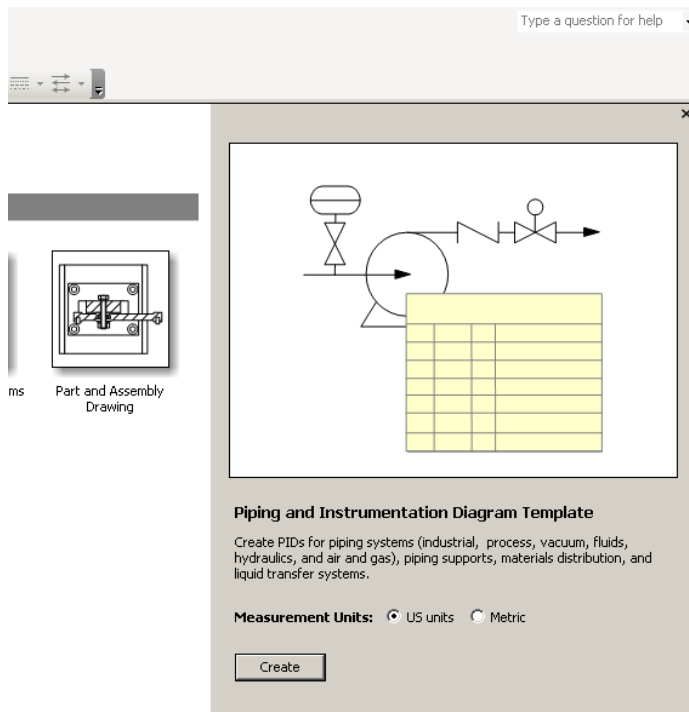 Type a question for help
ms
Part and Assembly
Drawing
Piping and Instrumentation Diagram Template
Create PIDs for piping systems (industrial, process, vacuum, fluids,
hydraulics, and air and gas), piping supports, materials distribution, and
liquid transfer systems.
Measurement Units: US units Metric
Create